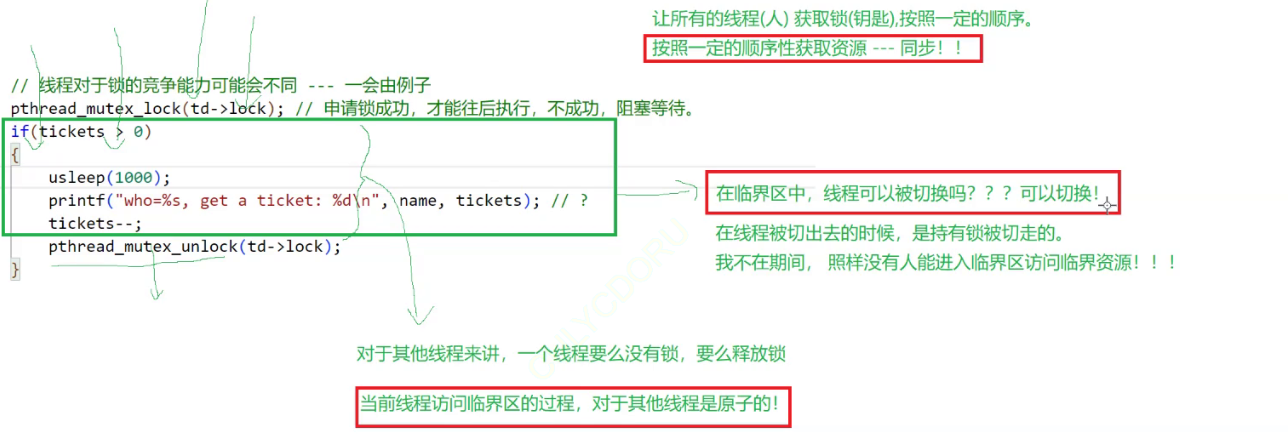 让所有的线程(人) 获取锁(钥匙),按照一定的顺序。
按照一定的顺序性获取资源 --- 同步！！
// 线程对于锁的竞争能力可能会不同 --- 一会由例子
pthread_mutex_lock(td->lock); // 申请锁成功，才能往后执行，不成功，阻塞等待。
if(tickets > 0)
{
usleep(1000);
printf("who=%s, get a ticket: %d\n", name, tickets); // ?
tickets--;
pthread_mutex_unlock(td->lock);
}
在临界区中，线程可以被切换吗？？？可以切换！
在线程被切出去的时候，是持有锁被切走的。
我不在期间， 照样没有人能进入临界区访问临界资源！！！
对于其他线程来讲，一个线程要么没有锁，要么释放锁
当前线程访问临界区的过程，对于其他线程是原子的！